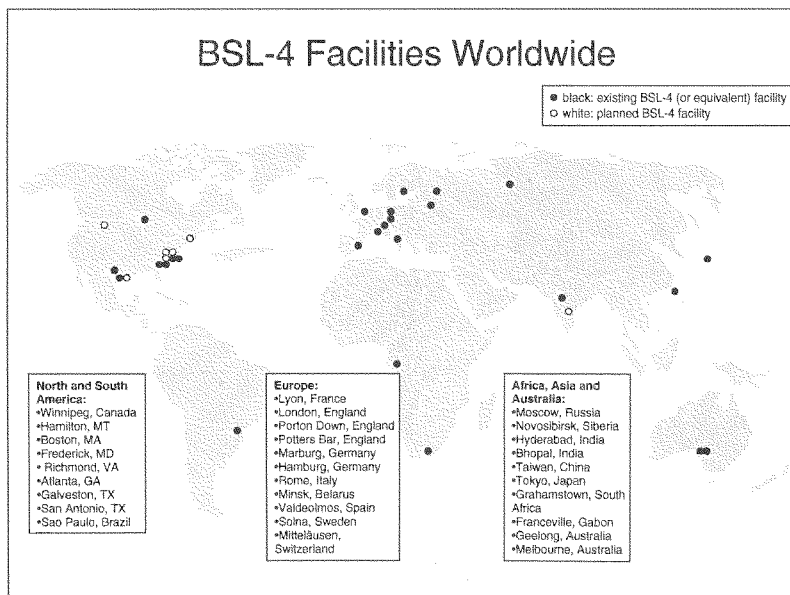 BSL-4 Facilities Worldwide
● black: existing BSL-4 (or equivalent) facility
○ white: planned BSL-4 facility
North and South
America:
•Winnipeg, Canada
•Hamilton, MT
•Boston, MA
•Frederick, MD
• Richmond, VA
•Atlanta, GA
•Galveston, TX
•San Antonio, TX
•Sao Paulo, Brazil
Europe:
•Lyon, France
•London, England
•Porton Down, England
•Potters Bar, England
•Marburg, Germany
•Hamburg, Germany
•Rome, Italy
•Minsk, Belarus
•Valdeolmos, Spain
•Solna, Sweden
•Mittelåusen,
Switzerland
Africa, Asia and
Australia:
•Moscow, Russia
•Novosibirsk, Siberia
•Hyderabad, India
•Bhopal, India
•Taiwan, China
•Tokyo, Japan
•Grahamstown, South
Africa
•Franceville, Gabon
•Geelong, Australia
•Melbourne, Australia